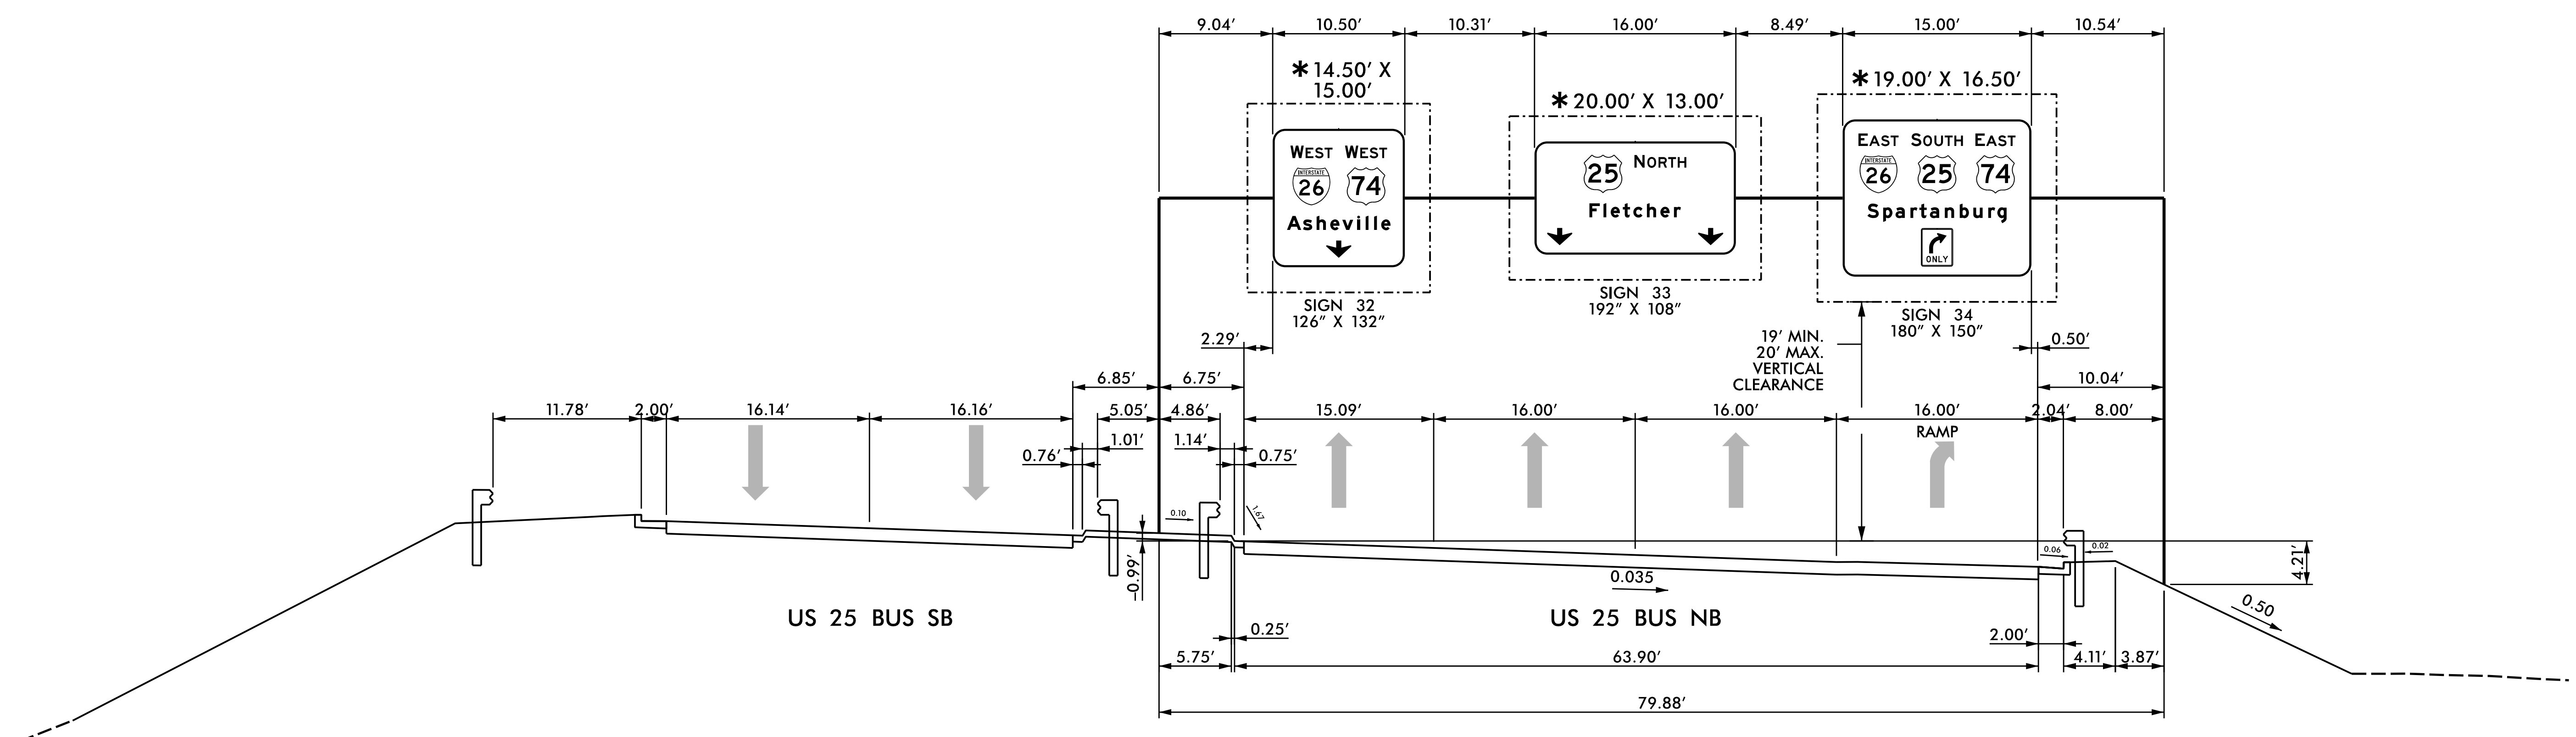 9.04′ 10.50′ 10.31′ 16.00′ 8.49′ 15.00′ 10.54′
*14.50′ X
15.00′
*20.00′ X 13.00′
*19.00′ X 16.50′
WEST WEST
INTERSTATE
26 74
Asheville
25 NORTH
Fletcher
EAST SOUTH EAST
INTERSTATE
26 25 74
Spartanburg
ONLY
SIGN 32
126″ X 132″
SIGN 33
192″ X 108″
SIGN 34
180″ X 150″
2.29′
19′ MIN.
20′ MAX.
VERTICAL
CLEARANCE
0.50′
6.85′ 6.75′
10.04′
11.78′ 2.00′ 16.14′ 16.16′ 5.05′ 4.86′ 15.09′ 16.00′ 16.00′ 16.00′ 2.04′ 8.00′
RAMP
1.01′ 1.14′
0.76′ 0.75′
0.10
1.67
0.06 0.02
-0.99′
4.21′
0.035
US 25 BUS SB
US 25 BUS NB
0.50
0.25′
2.00′
5.75′ 63.90′ 4.11′ 3.87′
79.88′